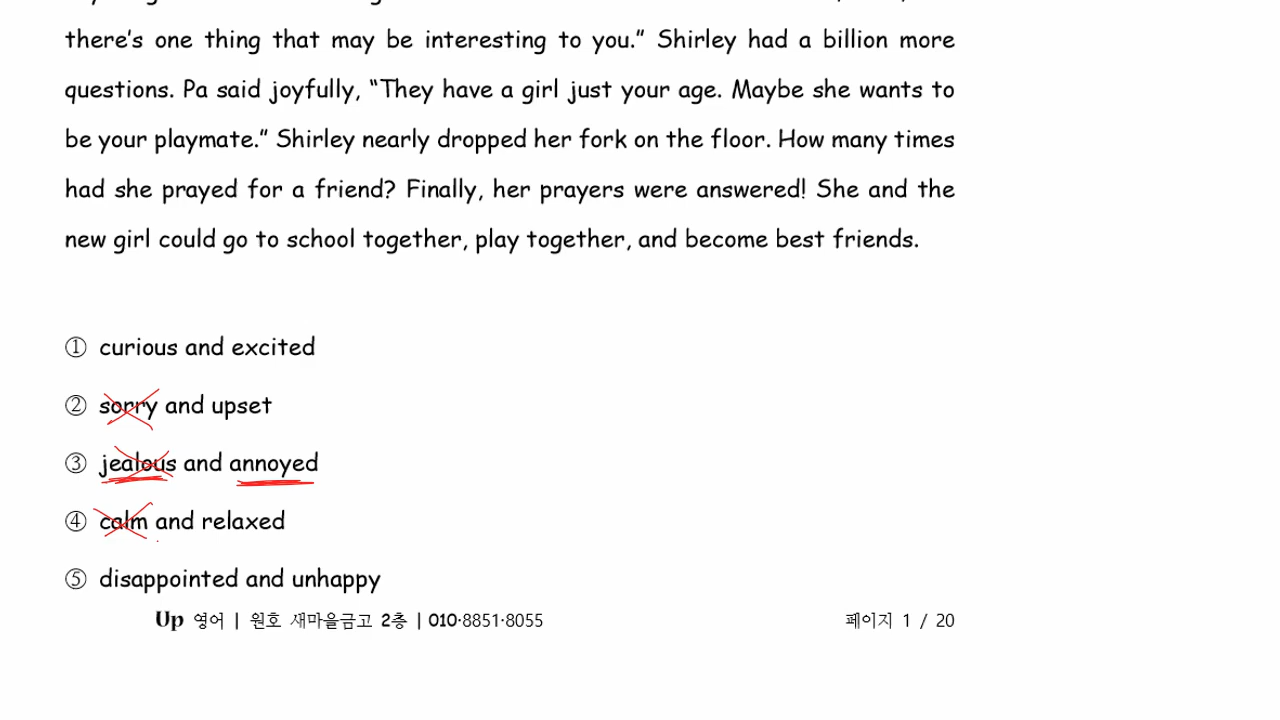 there's one thing that may be interesting to you.” Shirley had a billion more
questions. Pa said joyfully, “They have a girl just your age. Maybe she wants to
be your playmate.” Shirley nearly dropped her fork on the floor. How many times
had she prayed for a friend? Finally, her prayers were answered! She and the
new girl could go to school together, play together, and become best friends.
① curious and excited
② sorry and upset
③ jealous and annoyed
④ calm and relaxed
⑤ disappointed and unhappy
Up 영어 | 원호 새마을금고 2층 | 010·8851·8055 페이지 1 / 20